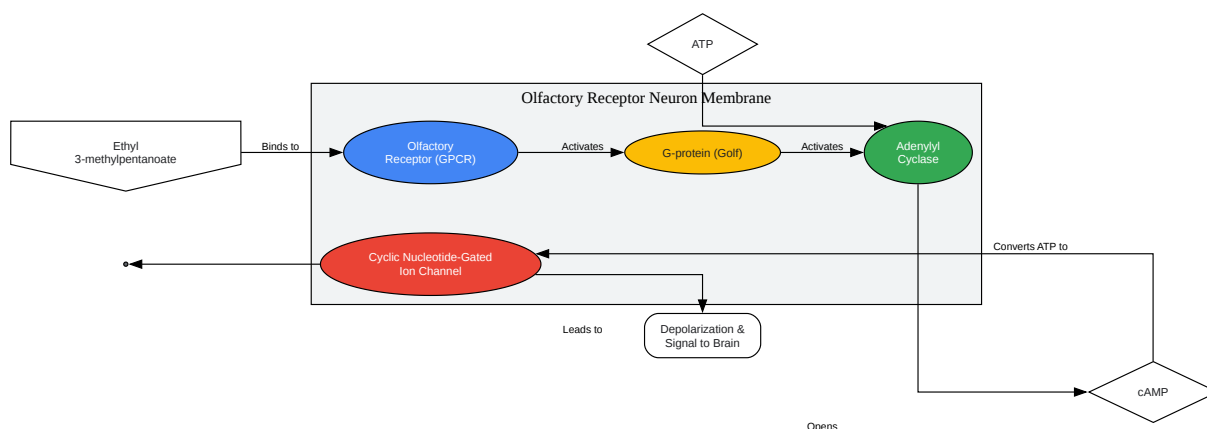 ATP
Olfactory Receptor Neuron Membrane
Ethyl
3-methylpentanoate
Binds to
Olfactory
Receptor (GPCR)
Activates
G-protein (Golf)
Activates
Adenylyl
Cyclase
Cyclic Nucleotide-Gated
Ion Channel
Converts ATP to
Leads to
Depolarization &
Signal to Brain
cAMP
Opens